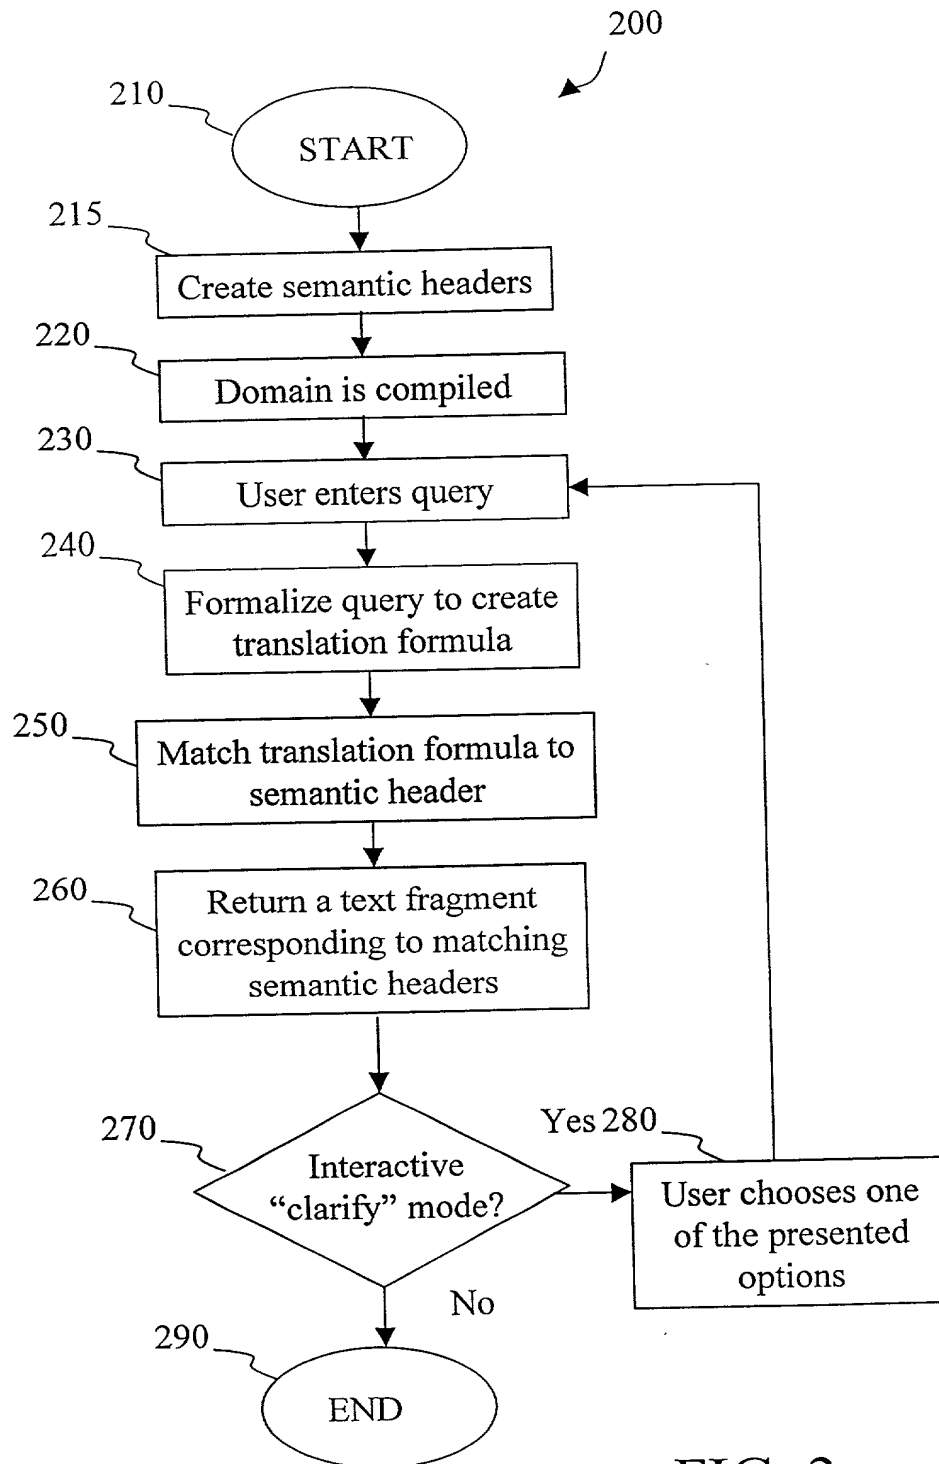 200
210
START
215
Create semantic headers
220
Domain is compiled
230
User enters query
240
Formalize query to create
translation formula
250
Match translation formula to
semantic header
260
Return a text fragment
corresponding to matching
semantic headers
270
Interactive
“clarify” mode?
Yes 280
User chooses one
of the presented
options
No
290
END